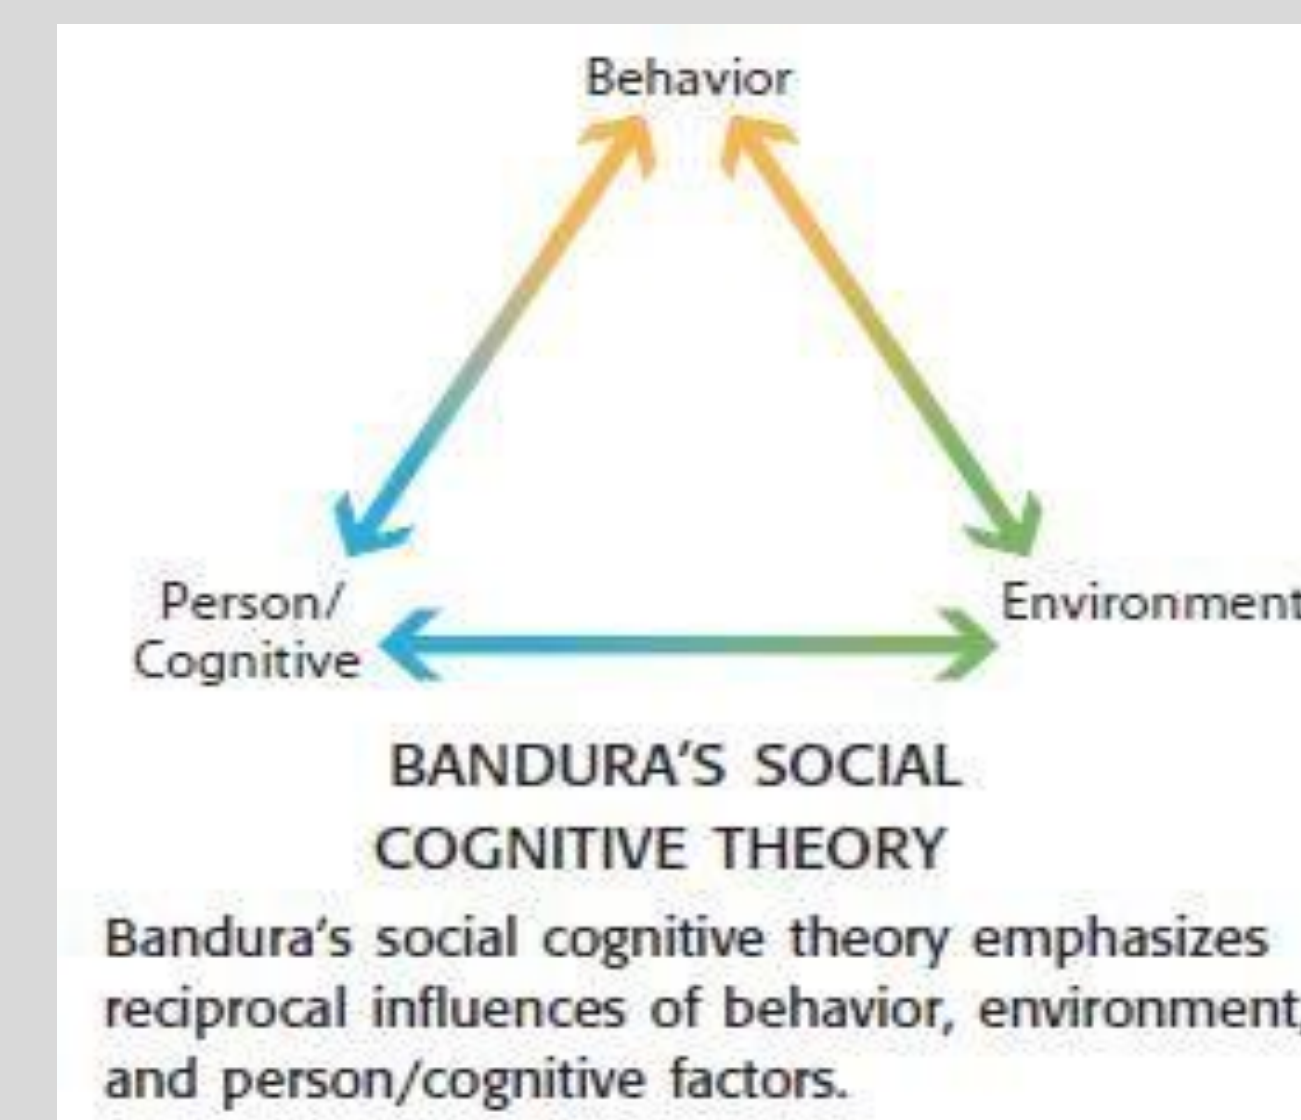 Behavior
Person/
Cognitive
Environment
BANDURA'S SOCIAL
COGNITIVE THEORY
Bandura's social cognitive theory emphasizes
reciprocal influences of behavior, environment,
and person/cognitive factors.